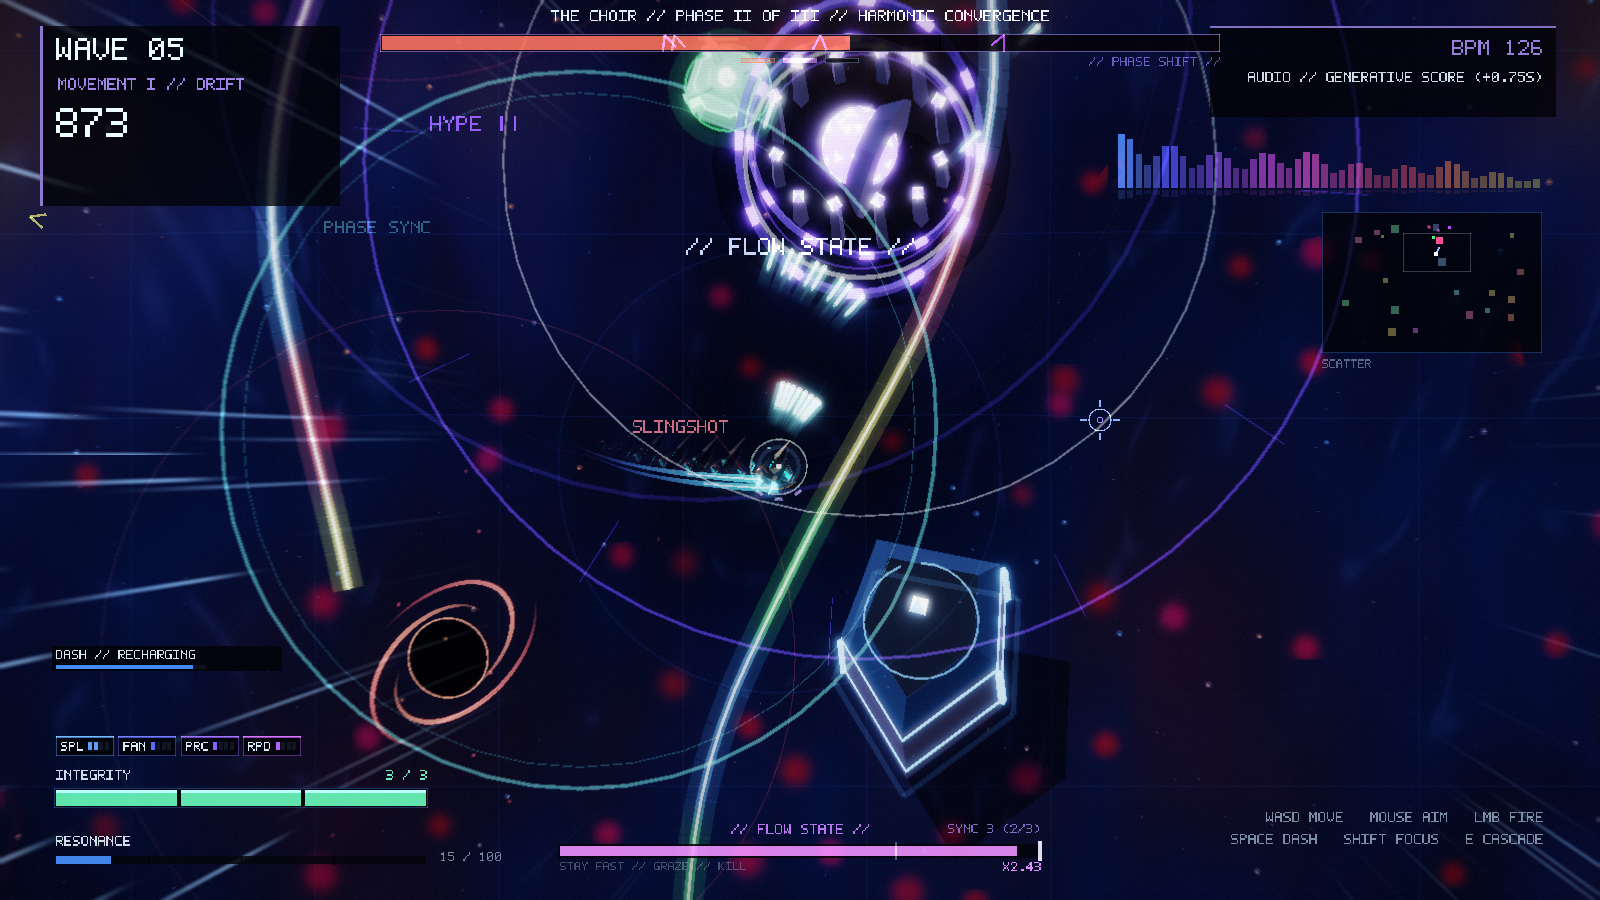 THE CHOIR // PHASE II OF III // HARMONIC CONVERGENCE
WAVE 05
MOVEMENT I // DRIFT
873
// PHASE SHIFT //
BPM 126
AUDIO // GENERATIVE SCORE (+0.75S)
HYPE II
PHASE SYNC
// FLOW STATE //
SCATTER
SLINGSHOT
DASH // RECHARGING
SPL FAN PRC RPD
INTEGRITY 3 / 3
RESONANCE
15 / 100
// FLOW STATE // SYNC 3 (2/3)
STAY FAST // GRAZE // KILL X2.43
WASD MOVE MOUSE AIM LMB FIRE
SPACE DASH SHIFT FOCUS E CASCADE